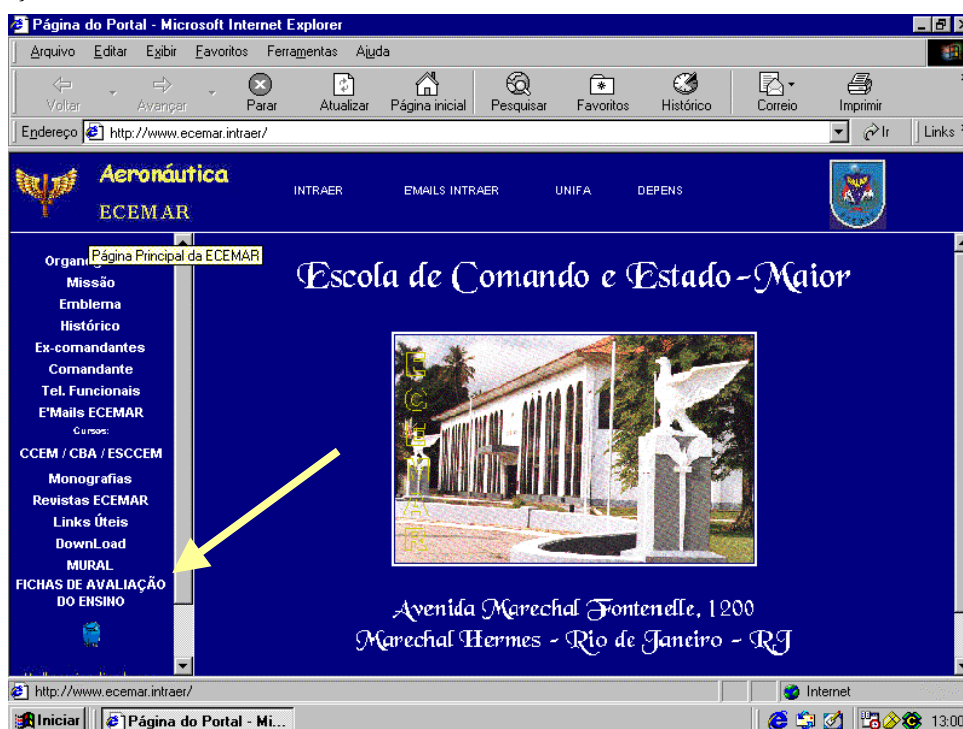 Página do Portal - Microsoft Internet Explorer
Arquivo Editar Exibir Favoritos Ferramentas Ajuda
Voltar Avançar Parar Atualizar Página inicial Pesquisar Favoritos Histórico Correio Imprimir
Endereço http://www.ecemar.intraer/ Ir Links
Aeronáutica
ECEMAR
INTRAER EMAILS INTRAER UNIFA DEPENS
Página Principal da ECEMAR
Missão
Emblema
Histórico
Ex-comandantes
Comandante
Tel. Funcionais
E'Mails ECEMAR
Cursos:
CCEM / CBA / ESCCEM
Monografias
Revistas ECEMAR
Links Úteis
DownLoad
MURAL
FICHAS DE AVALIAÇÃO
DO ENSINO
Escola de Comando e Estado-Maior
ECEMAR
Avenida Marechal Fontenelle, 1200
Marechal Hermes - Rio de Janeiro - RJ
http://www.ecemar.intraer/ Internet
Iniciar Página do Portal - Mi... 13:00